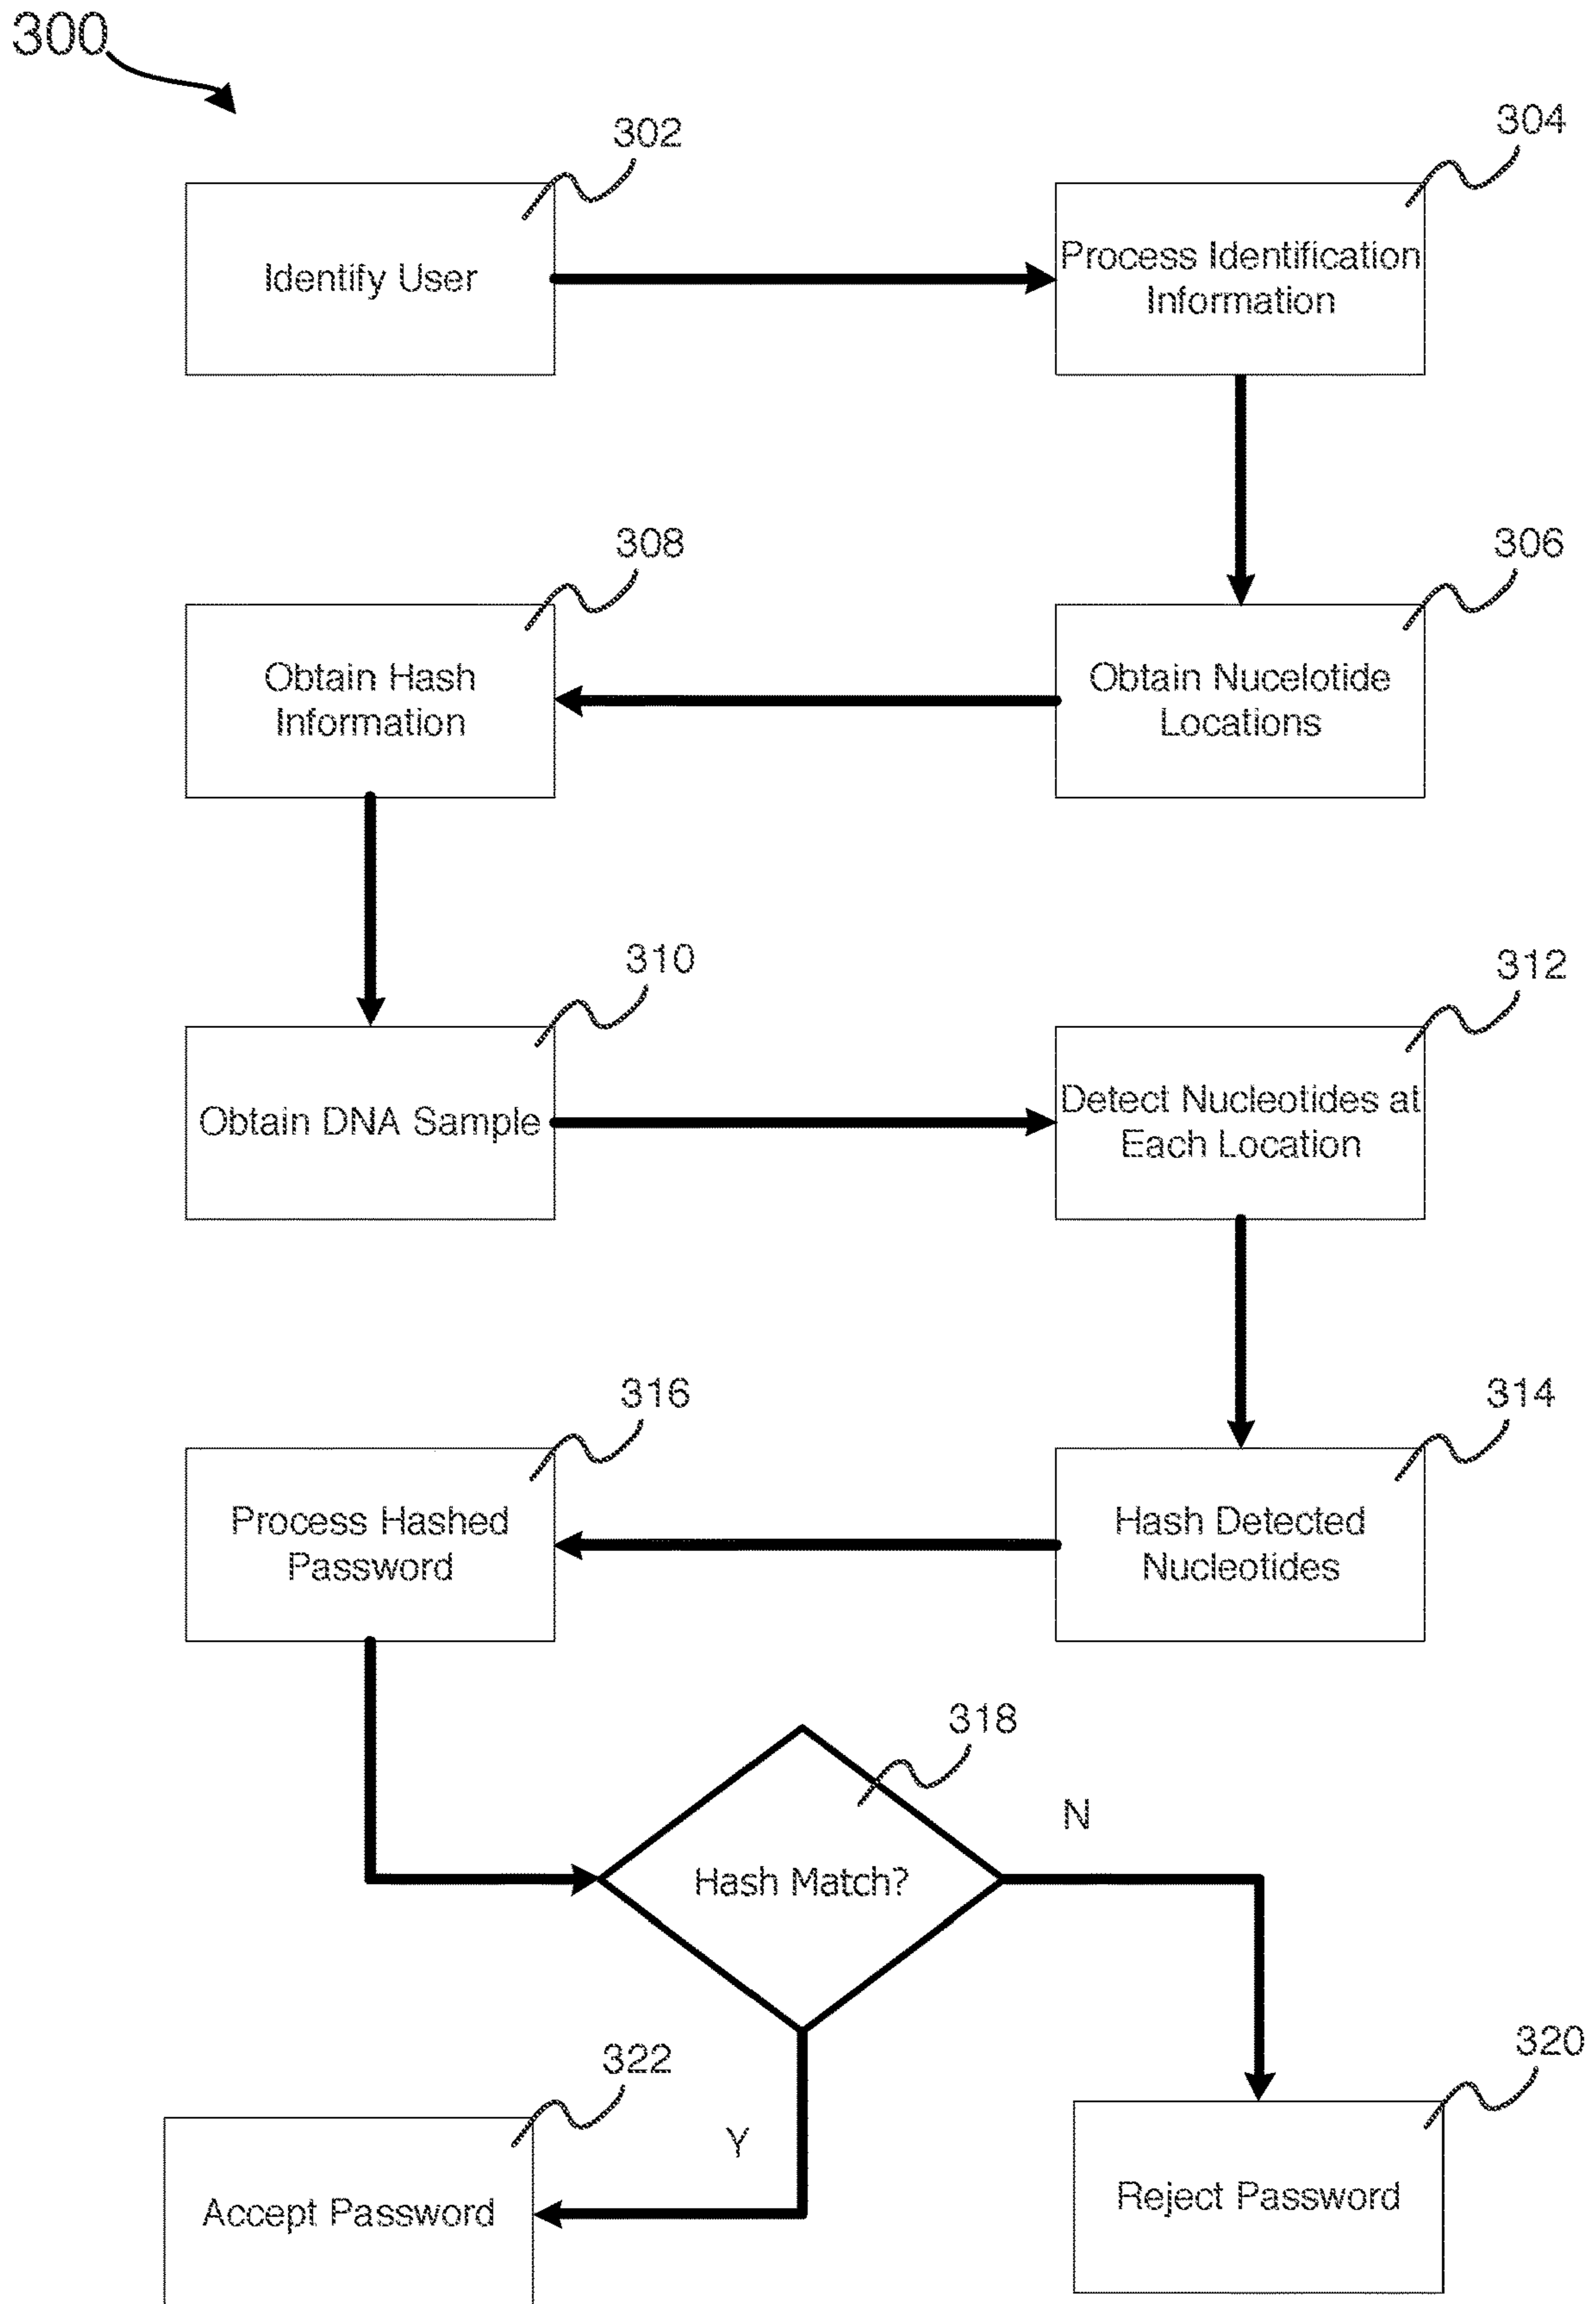 300
302
304
Identify User
Process Identification
Information
308
306
Obtain Hash
Information
Obtain Nucelotide
Locations
310
312
Obtain DNA Sample
Detect Nucleotides at
Each Location
316
314
Process Hashed
Password
Hash Detected
Nucleotides
318
N
Hash Match?
322
320
Y
Accept Password
Reject Password